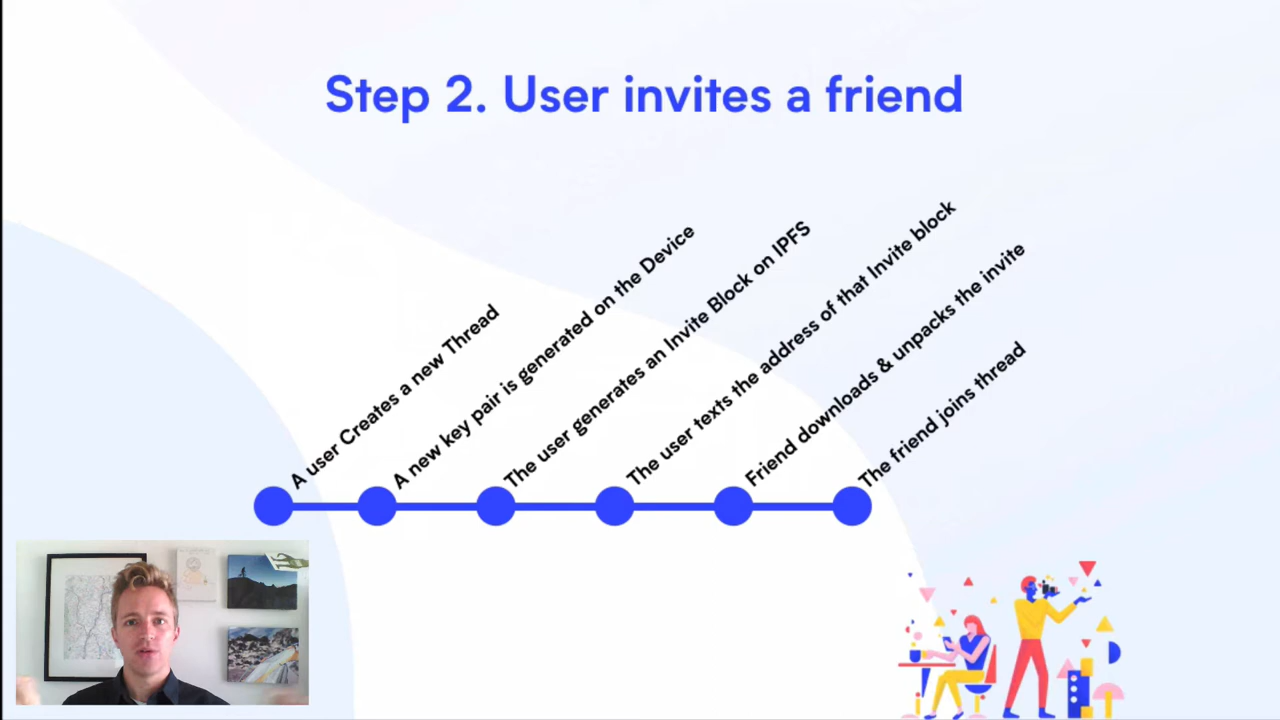 Step 2. User invites a friend
A user Creates a new Thread
A new key pair is generated on the Device
The user generates an Invite Block on IPFS
The user texts the address of that Invite block
Friend downloads & unpacks the invite
The friend joins thread